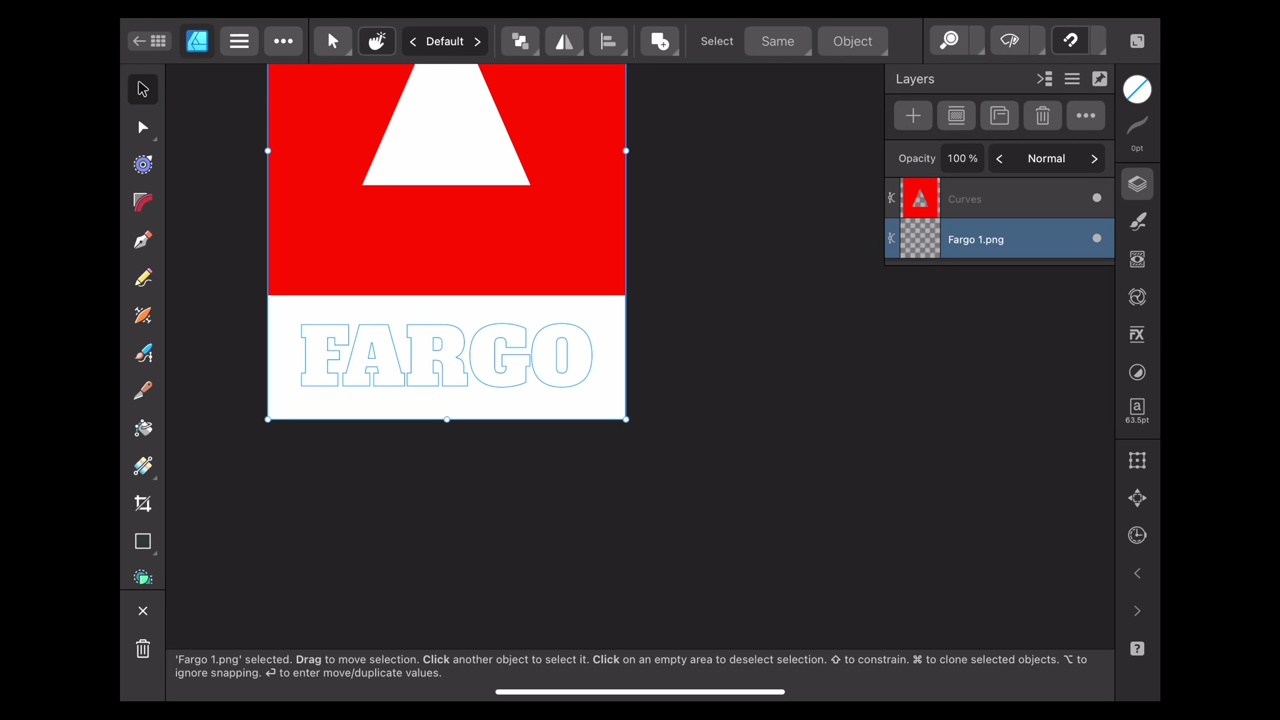 Default
Select
Same
Object
Layers
Opacity 100 % Normal
0pt
Curves
Fargo 1.png
FARGO
a
63.5pt
FX
?
'Fargo 1.png' selected. Drag to move selection. Click another object to select it. Click on an empty area to deselect selection. ⇧ to constrain. ⌘ to clone selected objects. ⌥ to
ignore snapping. ↩ to enter move/duplicate values.